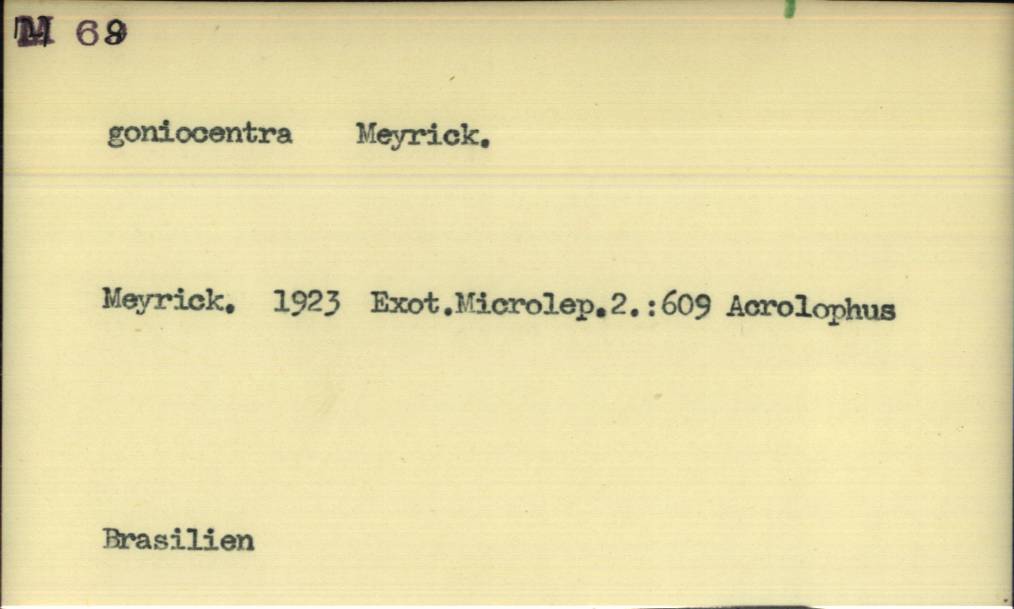 M 69
goniocentra Meyrick.
Meyrick. 1923 Exot.Microlep.2.:609 Acrolophus
Brasilien